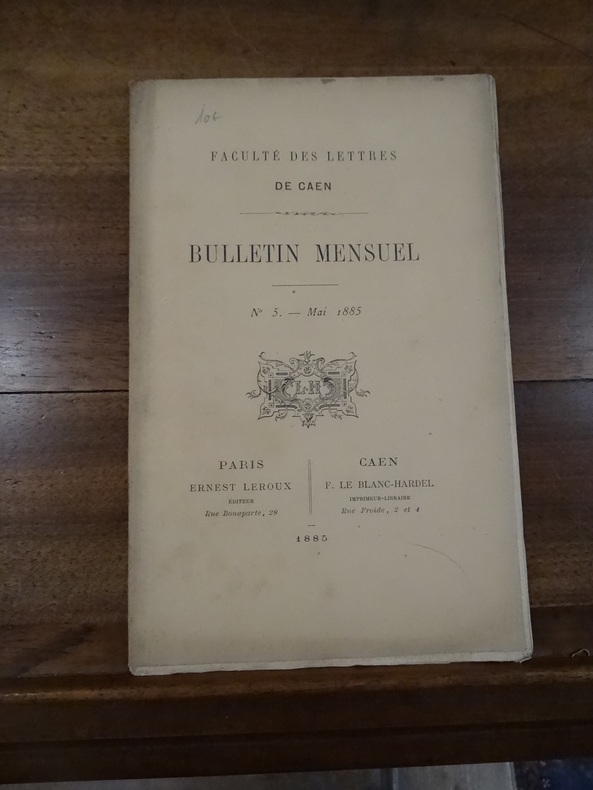 FACULTÉ DES LETTRES
DE CAEN
BULLETIN MENSUEL
Nº 5. — Mai 1885
L-H
PARIS
ERNEST LEROUX
ÉDITEUR
Rue Bonaparte, 28
CAEN
F. LE BLANC-HARDEL
IMPRIMEUR-LIBRAIRE
Rue Froide, 2 et 4
1885